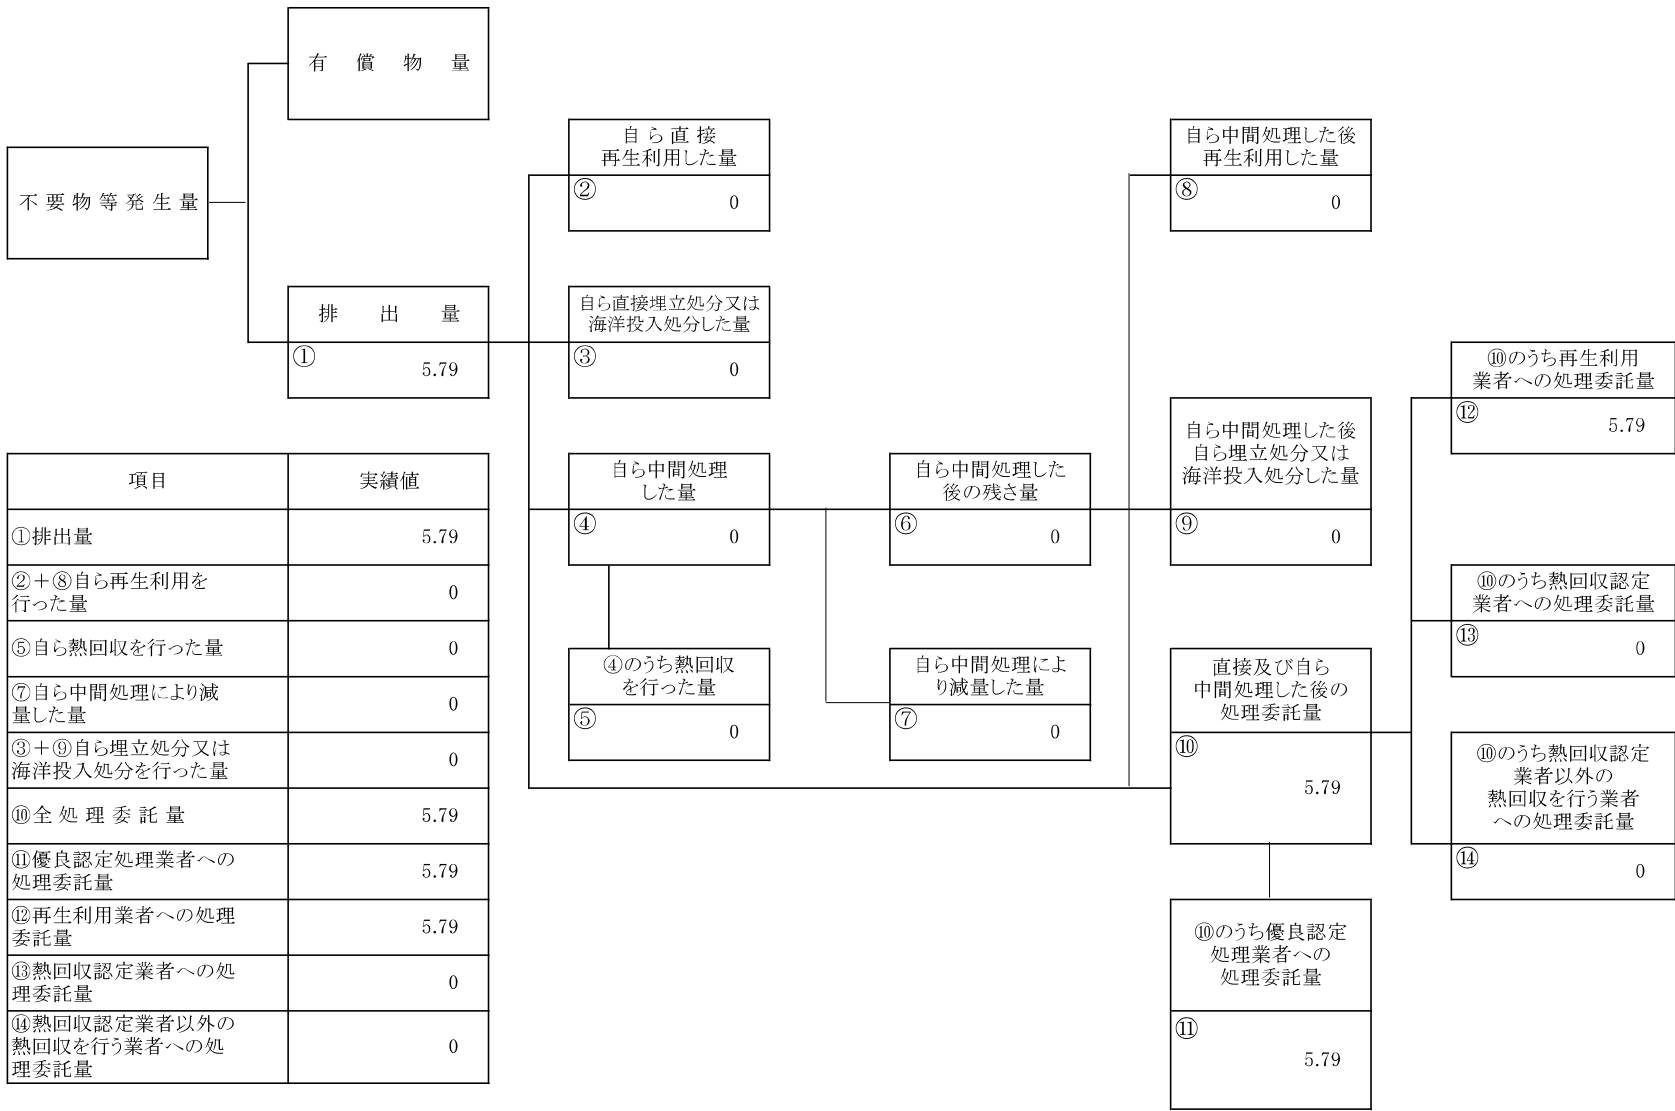 有償物量
自ら直接
再生利用した量
②
0
自ら中間処理した後
再生利用した量
⑧
0
不要物等発生量
排出量
①
5.79
自ら直接埋立処分又は
海洋投入処分した量
③
0
⑩のうち再生利用
業者への処理委託量
⑫
5.79
自ら中間処理した後
自ら埋立処分又は
海洋投入処分した量
⑨
0
自ら中間処理
した量
④
0
自ら中間処理した
後の残さ量
⑥
0
⑩のうち熱回収認定
業者への処理委託量
⑬
0
④のうち熱回収
を行った量
⑤
0
自ら中間処理によ
り減量した量
⑦
0
直接及び自ら
中間処理した後の
処理委託量
⑩
5.79
⑩のうち熱回収認定
業者以外の
熱回収を行う業者
への処理委託量
⑭
0
⑩のうち優良認定
処理業者への
処理委託量
⑪
5.79
項目 実績値
①排出量 5.79
②＋⑧自ら再生利用を
行った量
0
⑤自ら熱回収を行った量 0
⑦自ら中間処理により減
量した量
0
③＋⑨自ら埋立処分又は
海洋投入処分を行った量
0
⑩全処理委託量 5.79
⑪優良認定処理業者への
処理委託量
5.79
⑫再生利用業者への処理
委託量
5.79
⑬熱回収認定業者への処
理委託量
0
⑭熱回収認定業者以外の
熱回収を行う業者への処
理委託量
0